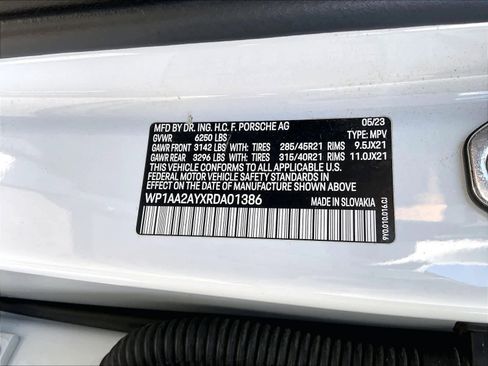 MFD BY DR. ING. H.C. F. PORSCHE AG 05/23
GVWR 6250 LBS TYPE: MPV
GAWR FRONT 3142 LBS WITH TIRES 285/45R21 RIMS 9.5JX21
GAWR REAR 3296 LBS WITH TIRES 315/40R21 RIMS 11.0JX21
THIS VEHICLE CONFORMS TO ALL APPLICABLE U.S.
FEDERAL MOTOR VEHICLE SAFETY STANDARDS IN
EFFECT ON THE DATE OF MANUFACTURE SHOWN ABOVE.
WP1AA2AYXRDA01386 MADE IN SLOVAKIA
9Y0.010.016.CJ